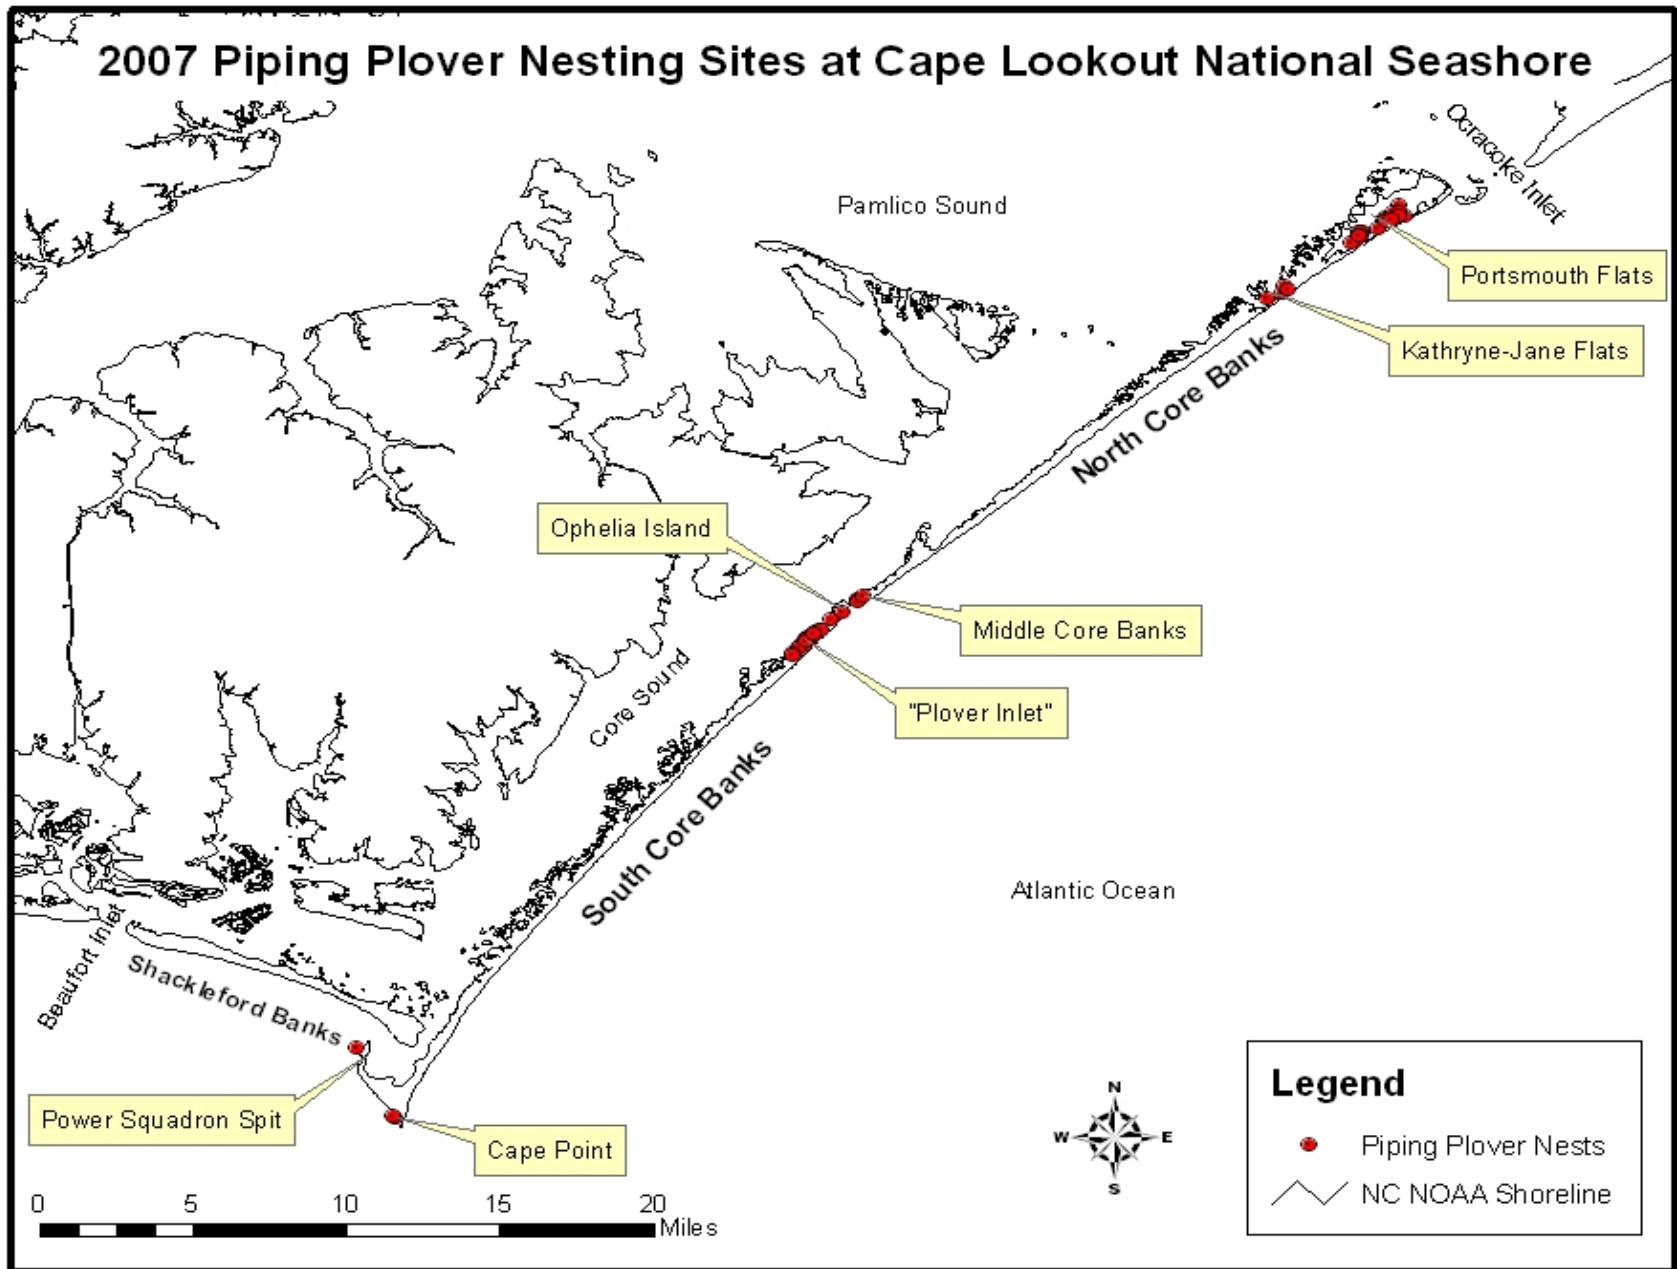 2007 Piping Plover Nesting Sites at Cape Lookout National Seashore
Ocracoke Inlet
Pamlico Sound
Portsmouth Flats
Kathryne-Jane Flats
North Core Banks
Ophelia Island
Middle Core Banks
Core Sound
"Plover Inlet"
South Core Banks
Atlantic Ocean
Beaufort Inlet
Shackleford Banks
Power Squadron Spit
Cape Point
0 5 10 15 20
Miles
N
W E
S
Legend
Piping Plover Nests
NC NOAA Shoreline